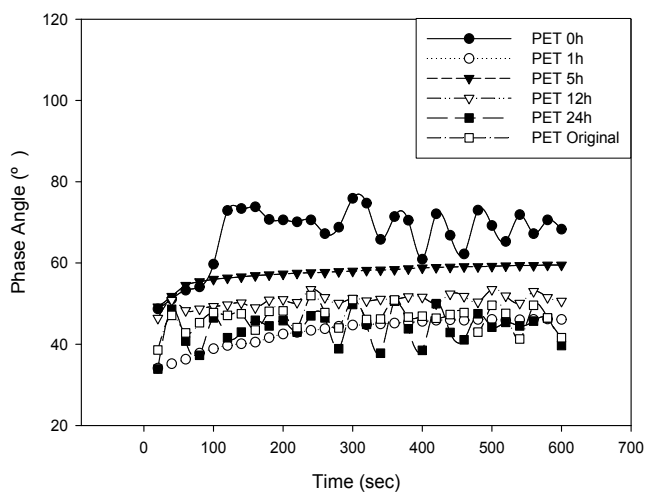 120
100
80
60
40
20
Phase Angle (º )
PET 0h
PET 1h
PET 5h
PET 12h
PET 24h
PET Original
0
100
200
300
400
500
600
700
Time (sec)